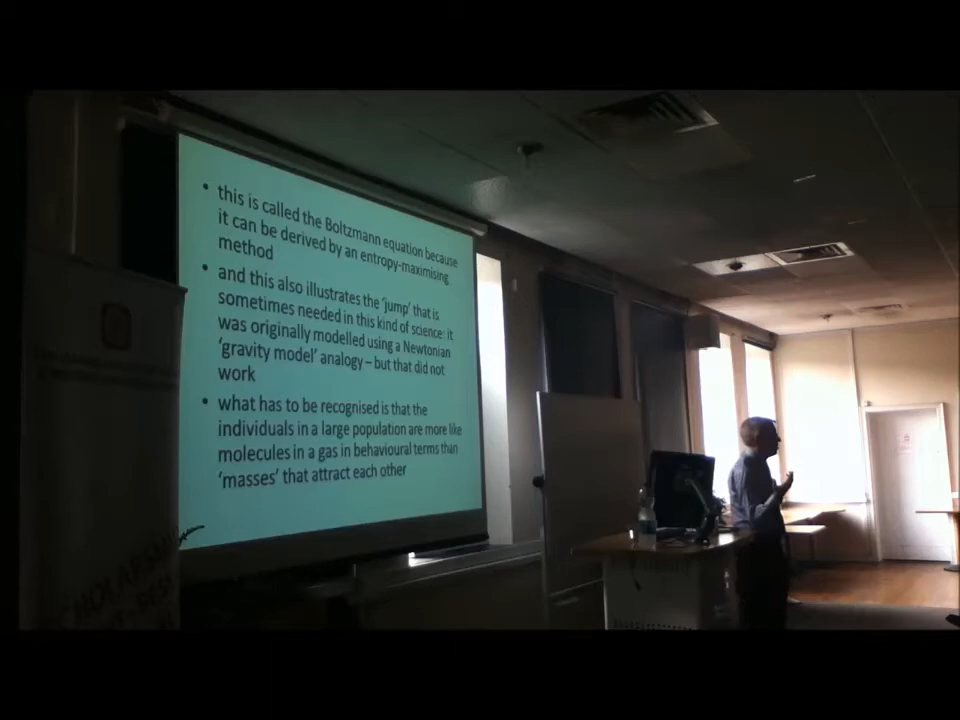 • this is called the Boltzmann equation because
it can be derived by an entropy-maximising
method
• and this also illustrates the 'jump' that is
sometimes needed in this kind of science: it
was originally modelled using a Newtonian
'gravity model' analogy – but that did not
work
• what has to be recognised is that the
individuals in a large population are more like
molecules in a gas in behavioural terms than
'masses' that attract each other